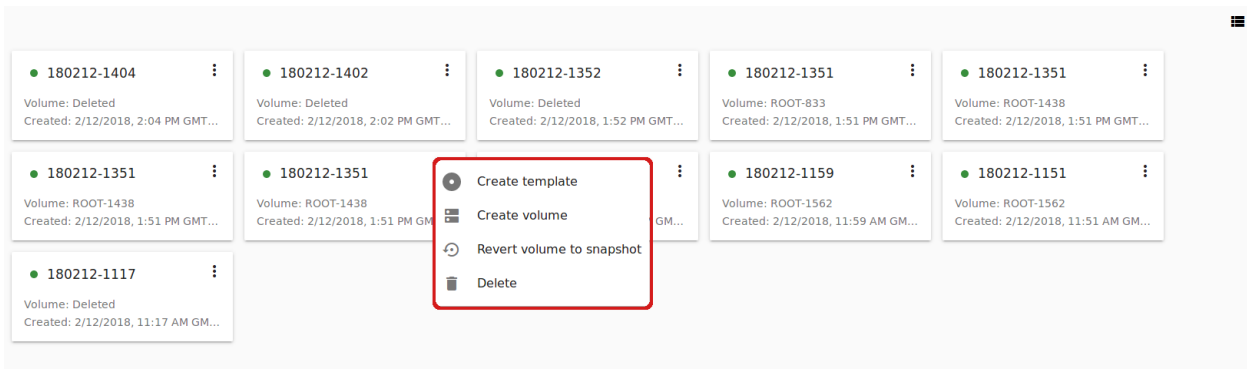 180212-1404
Volume: Deleted
Created: 2/12/2018, 2:04 PM GMT...
180212-1402
Volume: Deleted
Created: 2/12/2018, 2:02 PM GMT...
180212-1352
Volume: Deleted
Created: 2/12/2018, 1:52 PM GMT...
180212-1351
Volume: ROOT-833
Created: 2/12/2018, 1:51 PM GMT...
180212-1351
Volume: ROOT-1438
Created: 2/12/2018, 1:51 PM GMT...
180212-1351
Volume: ROOT-1438
Created: 2/12/2018, 1:51 PM GMT...
180212-1351
Volume: ROOT-1438
Created: 2/12/2018, 1:51 PM GM
Create template
Create volume
Revert volume to snapshot
Delete
GM...
180212-1159
Volume: ROOT-1562
Created: 2/12/2018, 11:59 AM GM...
180212-1151
Volume: ROOT-1562
Created: 2/12/2018, 11:51 AM GM...
180212-1117
Volume: Deleted
Created: 2/12/2018, 11:17 AM GM...